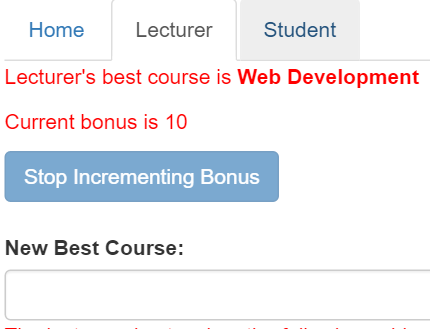 Home Lecturer Student
Lecturer's best course is Web Development
Current bonus is 10
Stop Incrementing Bonus
New Best Course: